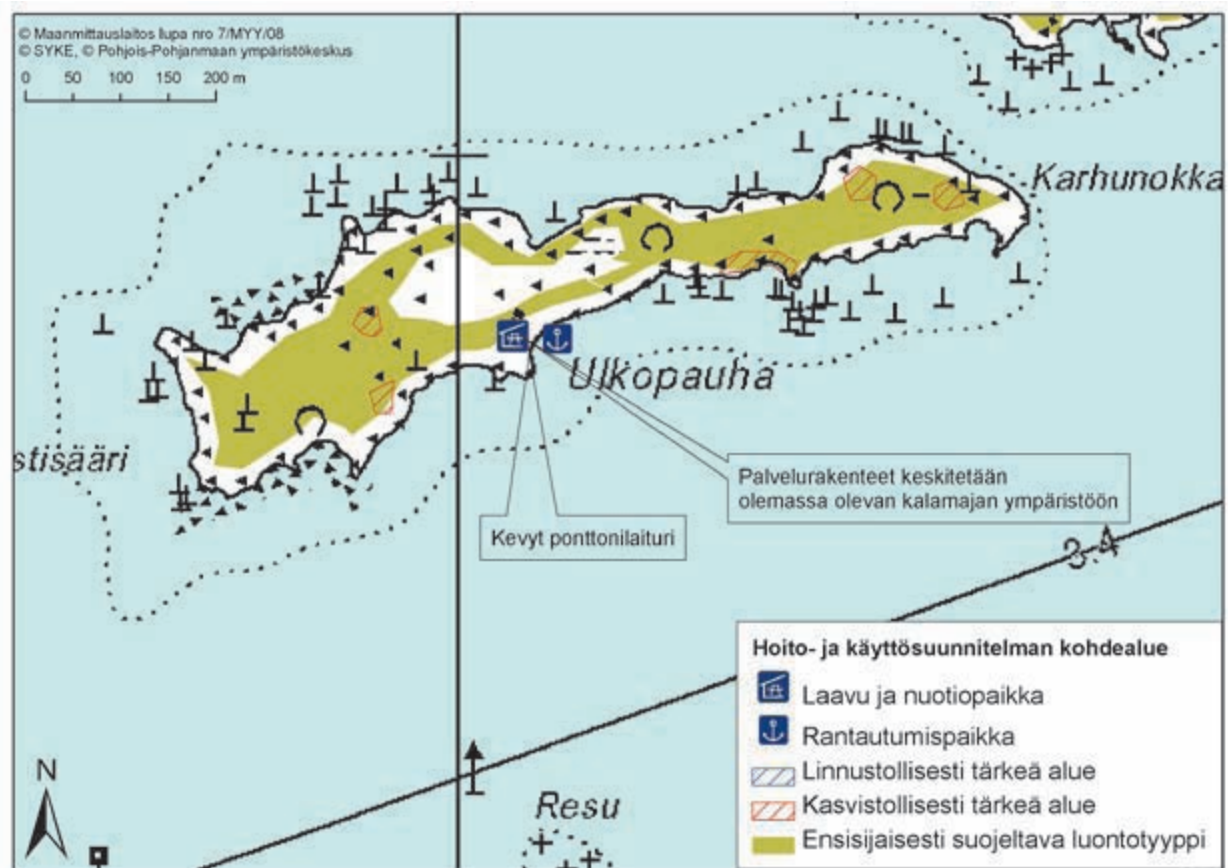 © Maanmittauslaitos lupa nro 7/MYY/08
© SYKE, © Pohjois-Pohjanmaan ympäristökeskus
0 50 100 150 200 m
Karhunokka
Ulkopauha
stisääri
Palvelurakenteet keskitetään
olemassa olevan kalamajan ympäristöön
Kevyt ponttonilaituri
3.4
Hoito- ja käyttösuunnitelman kohdealue
Laavu ja nuotiopaikka
Rantautumispaikka
Linnustollisesti tärkeä alue
Kasvistollisesti tärkeä alue
Ensisijaisesti suojeltava luontotyyppi
N
Resu